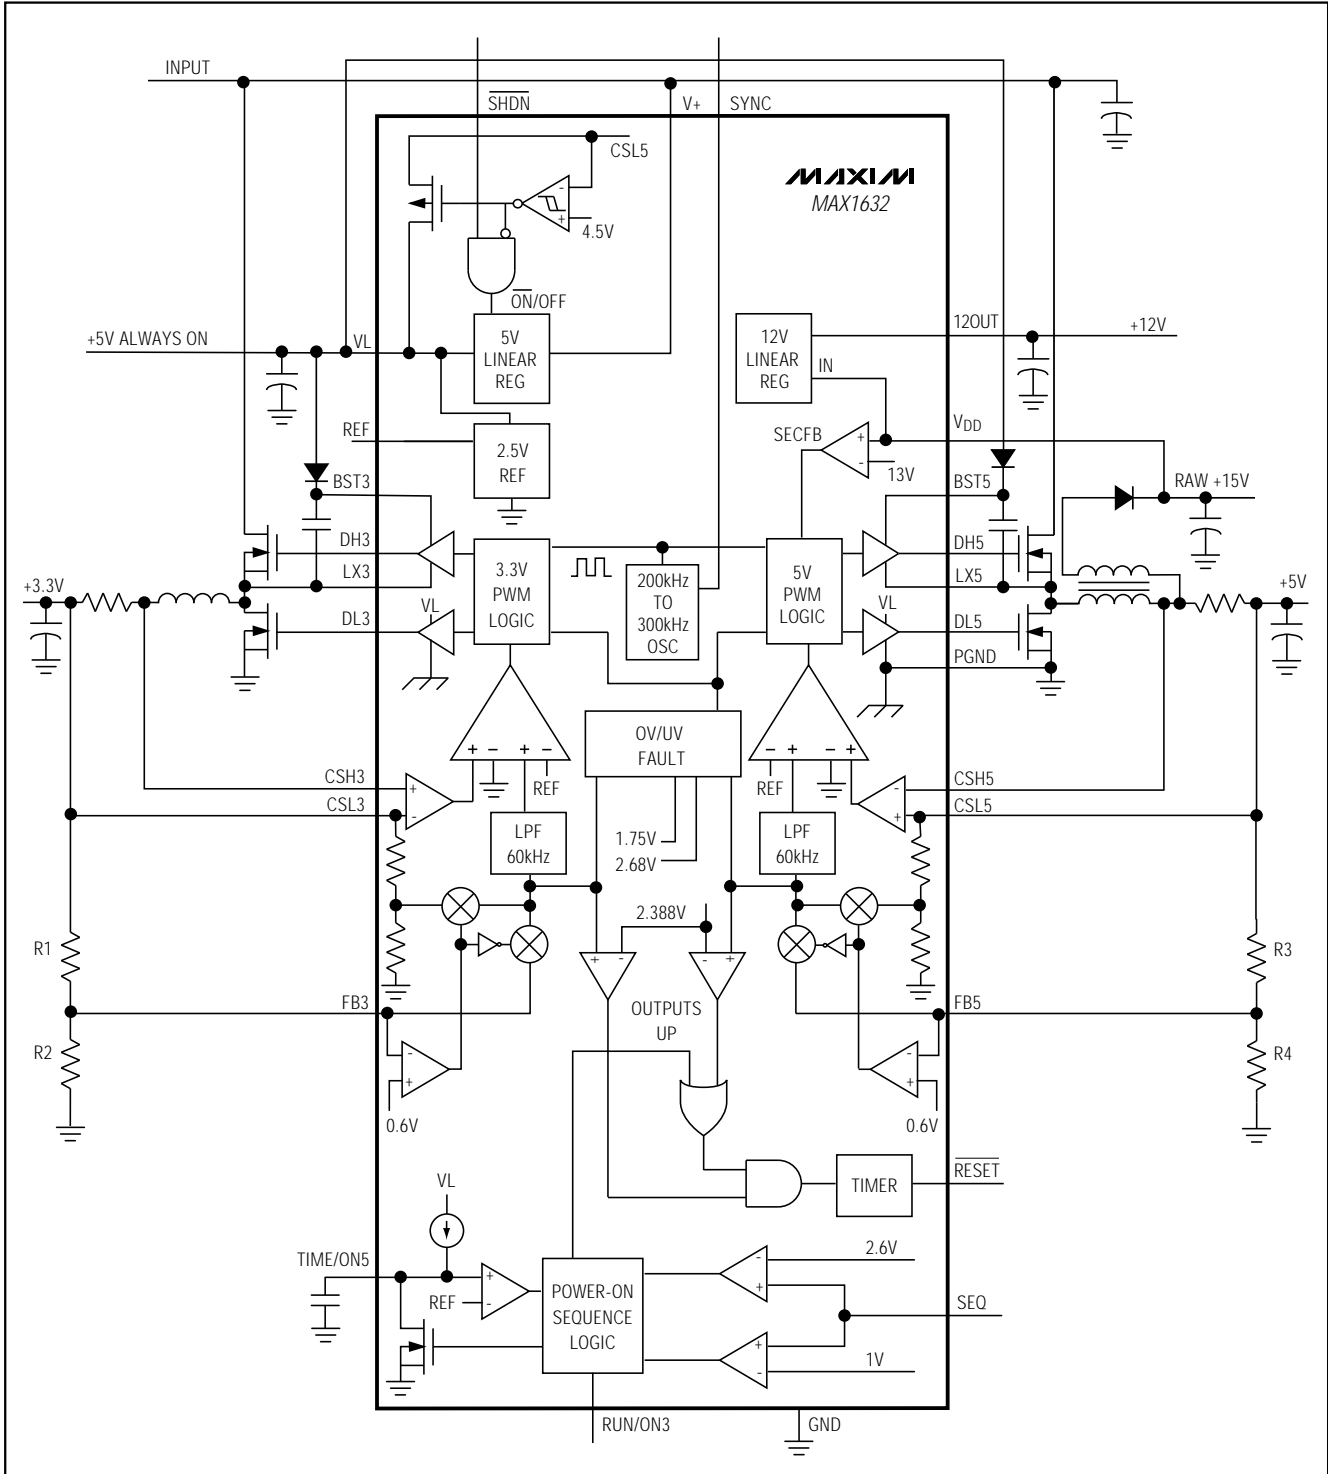 INPUT
SHDN
V+
SYNC
CSL5
MAXIM
MAX1632
-
+
4.5V
ON/OFF
+5V ALWAYS ON
VL
5V
LINEAR
REG
12V
LINEAR
REG
12OUT
+12V
IN
REF
2.5V
REF
SECFB
+
-
13V
VDD
BST3
BST5
RAW +15V
DH3
LX3
3.3V
PWM
LOGIC
200kHz
TO
300kHz
OSC
5V
PWM
LOGIC
DH5
LX5
+3.3V
+5V
VL
DL3
VL
DL5
PGND
OV/UV
FAULT
+ - + -
- + - +
REF
REF
CSH3
+
CSL3
-
CSH5
-
CSL5
+
LPF
60kHz
1.75V
2.68V
LPF
60kHz
2.388V
+ -
- +
R1
R3
FB3
OUTPUTS
UP
FB5
R2
-
+
0.6V
-
+
0.6V
R4
TIMER
RESET
VL
TIME/ON5
+
REF
-
POWER-ON
SEQUENCE
LOGIC
2.6V
-
+
SEQ
+
-
1V
RUN/ON3
GND